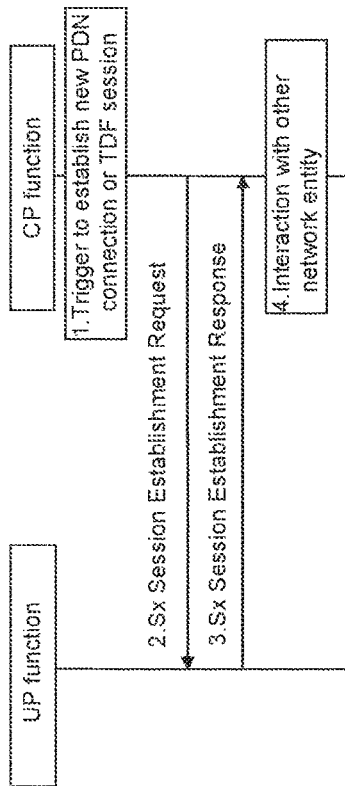 UP function
CP function
1.Trigger to establish new PDN
connection or TDF session
2.Sx Session Establishment Request
3.Sx Session Establishment Response
4.Interaction with other
network entity